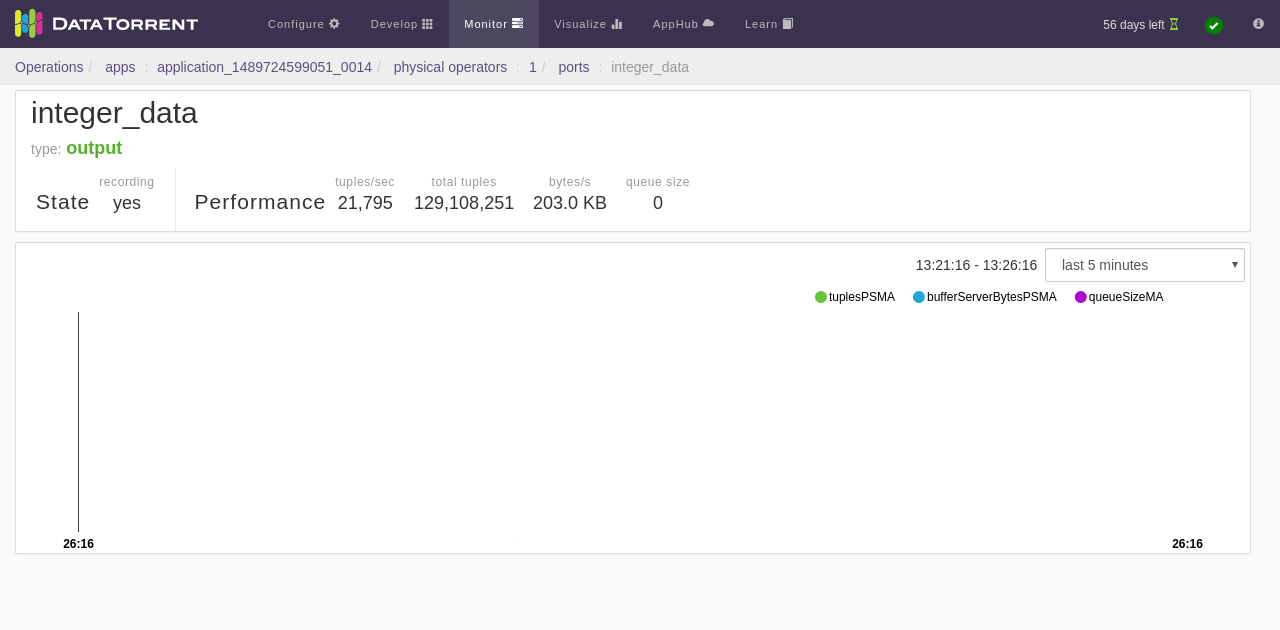 DATATORRENT Configure Develop Monitor Visualize AppHub Learn 56 days left
Operations / apps : application_1489724599051_0014 / physical operators : 1 / ports : integer_data
integer_data
type: output
recording tuples/sec total tuples bytes/s queue size
State yes Performance 21,795 129,108,251 203.0 KB 0
13:21:16 - 13:26:16 last 5 minutes
tuplesPSMA bufferServerBytesPSMA queueSizeMA
26:16 26:16